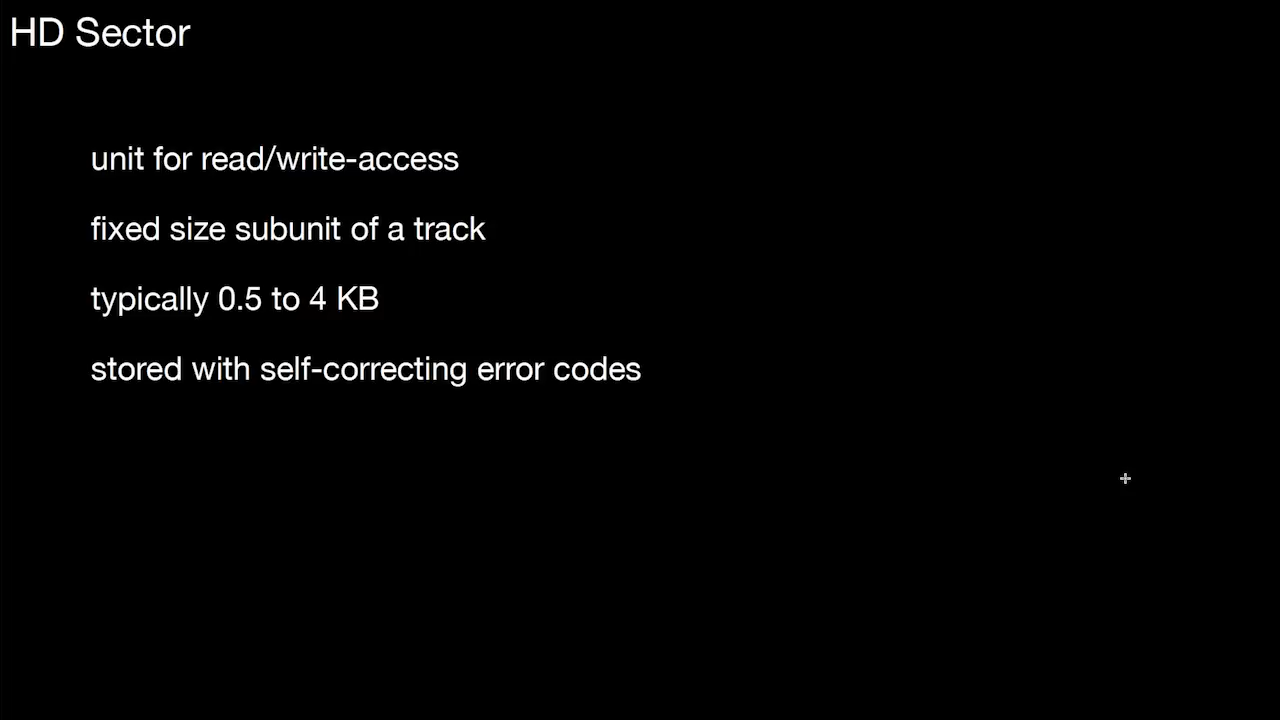 HD Sector
unit for read/write-access
fixed size subunit of a track
typically 0.5 to 4 KB
stored with self-correcting error codes